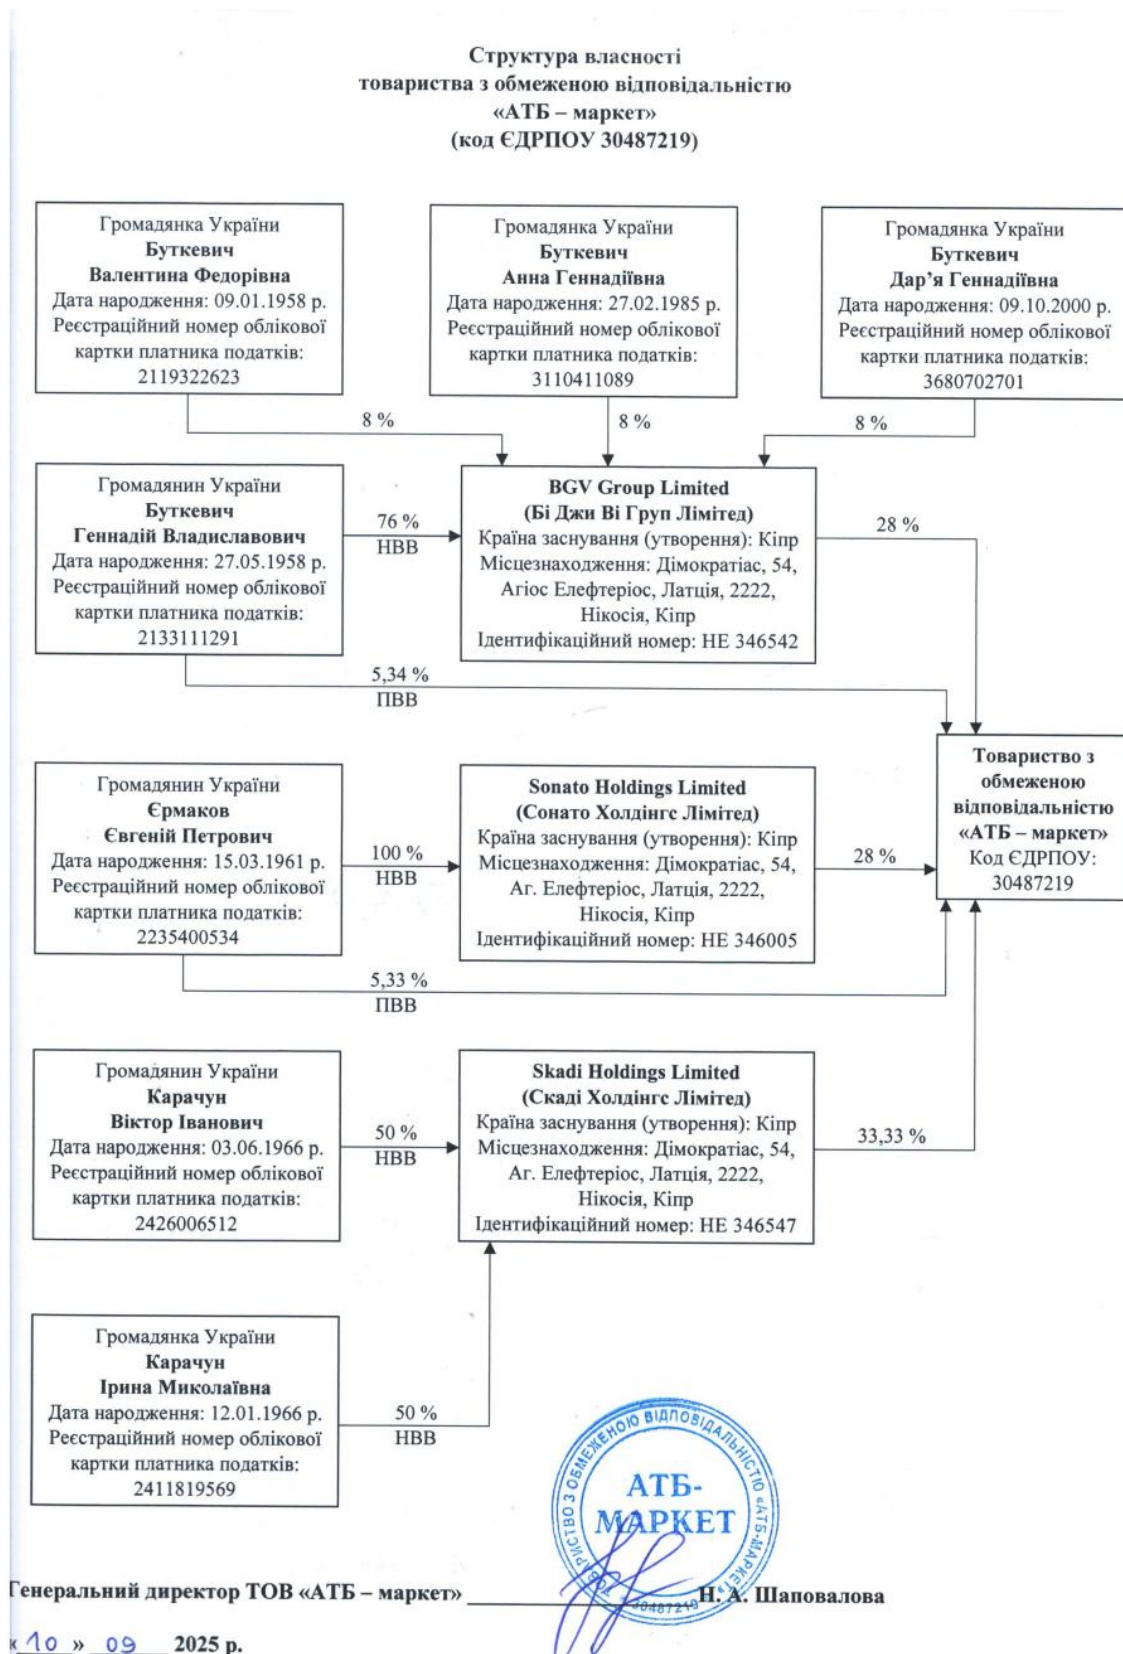 Структура власності
товариства з обмеженою відповідальністю
«АТБ – маркет»
(код ЄДРПОУ 30487219)
Громадянка України
Буткевич
Валентина Федорівна
Дата народження: 09.01.1958 р.
Реєстраційний номер облікової
картки платника податків:
2119322623
Громадянка України
Буткевич
Анна Геннадіївна
Дата народження: 27.02.1985 р.
Реєстраційний номер облікової
картки платника податків:
3110411089
Громадянка України
Буткевич
Дар’я Геннадіївна
Дата народження: 09.10.2000 р.
Реєстраційний номер облікової
картки платника податків:
3680702701
8 %
8 %
8 %
Громадянин України
Буткевич
Геннадій Владиславович
Дата народження: 27.05.1958 р.
Реєстраційний номер облікової
картки платника податків:
2133111291
76 %
НВВ
BGV Group Limited
(Бі Джи Ві Груп Лімітед)
Країна заснування (утворення): Кіпр
Місцезнаходження: Дімократіас, 54,
Агіос Елефтеріос, Латція, 2222,
Нікосія, Кіпр
Ідентифікаційний номер: НЕ 346542
28 %
5,34 %
ПВВ
Товариство з
обмеженою
відповідальністю
«АТБ – маркет»
Код ЄДРПОУ:
30487219
Громадянин України
Єрмаков
Євгеній Петрович
Дата народження: 15.03.1961 р.
Реєстраційний номер облікової
картки платника податків:
2235400534
100 %
НВВ
Sonato Holdings Limited
(Сонато Холдінгс Лімітед)
Країна заснування (утворення): Кіпр
Місцезнаходження: Дімократіас, 54,
Аг. Елефтеріос, Латція, 2222,
Нікосія, Кіпр
Ідентифікаційний номер: НЕ 346005
28 %
5,33 %
ПВВ
Громадянин України
Карачун
Віктор Іванович
Дата народження: 03.06.1966 р.
Реєстраційний номер облікової
картки платника податків:
2426006512
50 %
НВВ
Skadi Holdings Limited
(Скаді Холдінгс Лімітед)
Країна заснування (утворення): Кіпр
Місцезнаходження: Дімократіас, 54,
Аг. Елефтеріос, Латція, 2222,
Нікосія, Кіпр
Ідентифікаційний номер: НЕ 346547
33,33 %
Громадянка України
Карачун
Ірина Миколаївна
Дата народження: 12.01.1966 р.
Реєстраційний номер облікової
картки платника податків:
2411819569
50 %
НВВ
ТОВАРИСТВО З ОБМЕЖЕНОЮ ВІДПОВІДАЛЬНІСТЮ «АТБ-МАРКЕТ»
АТБ-
МАРКЕТ
30487219
Генеральний директор ТОВ «АТБ – маркет» Н. А. Шаповалова
«10» 09 2025 р.